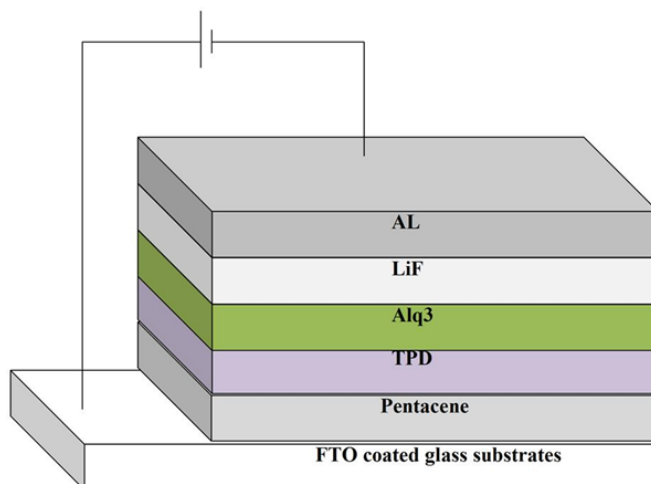 AL
LiF
Alq3
TPD
Pentacene
FTO coated glass substrates